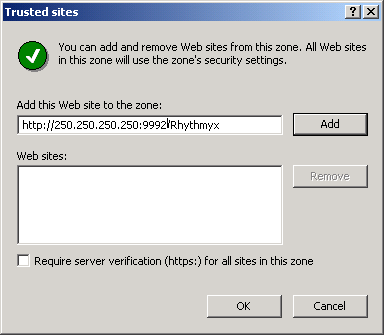 Trusted sites
You can add and remove Web sites from this zone. All Web sites
in this zone will use the zone's security settings.
Add this Web site to the zone:
http://250.250.250.250:9992/Rhythmyx
Add
Web sites:
Remove
Require server verification (https:) for all sites in this zone
OK
Cancel